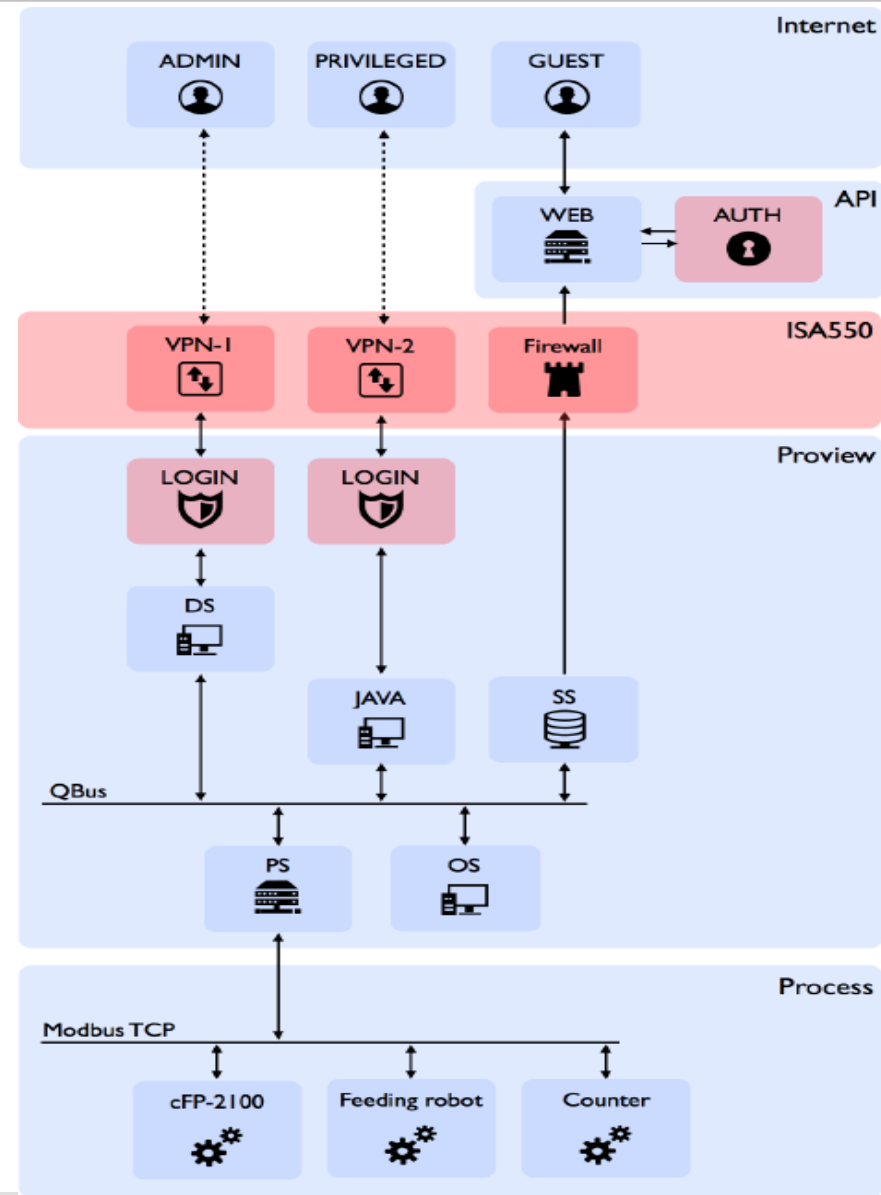 Internet
ADMIN
PRIVILEGED
GUEST
API
WEB
AUTH
ISA550
VPN-1
VPN-2
Firewall
Proview
LOGIN
LOGIN
DS
JAVA
SS
QBus
PS
OS
Process
Modbus TCP
cFP-2100
Feeding robot
Counter